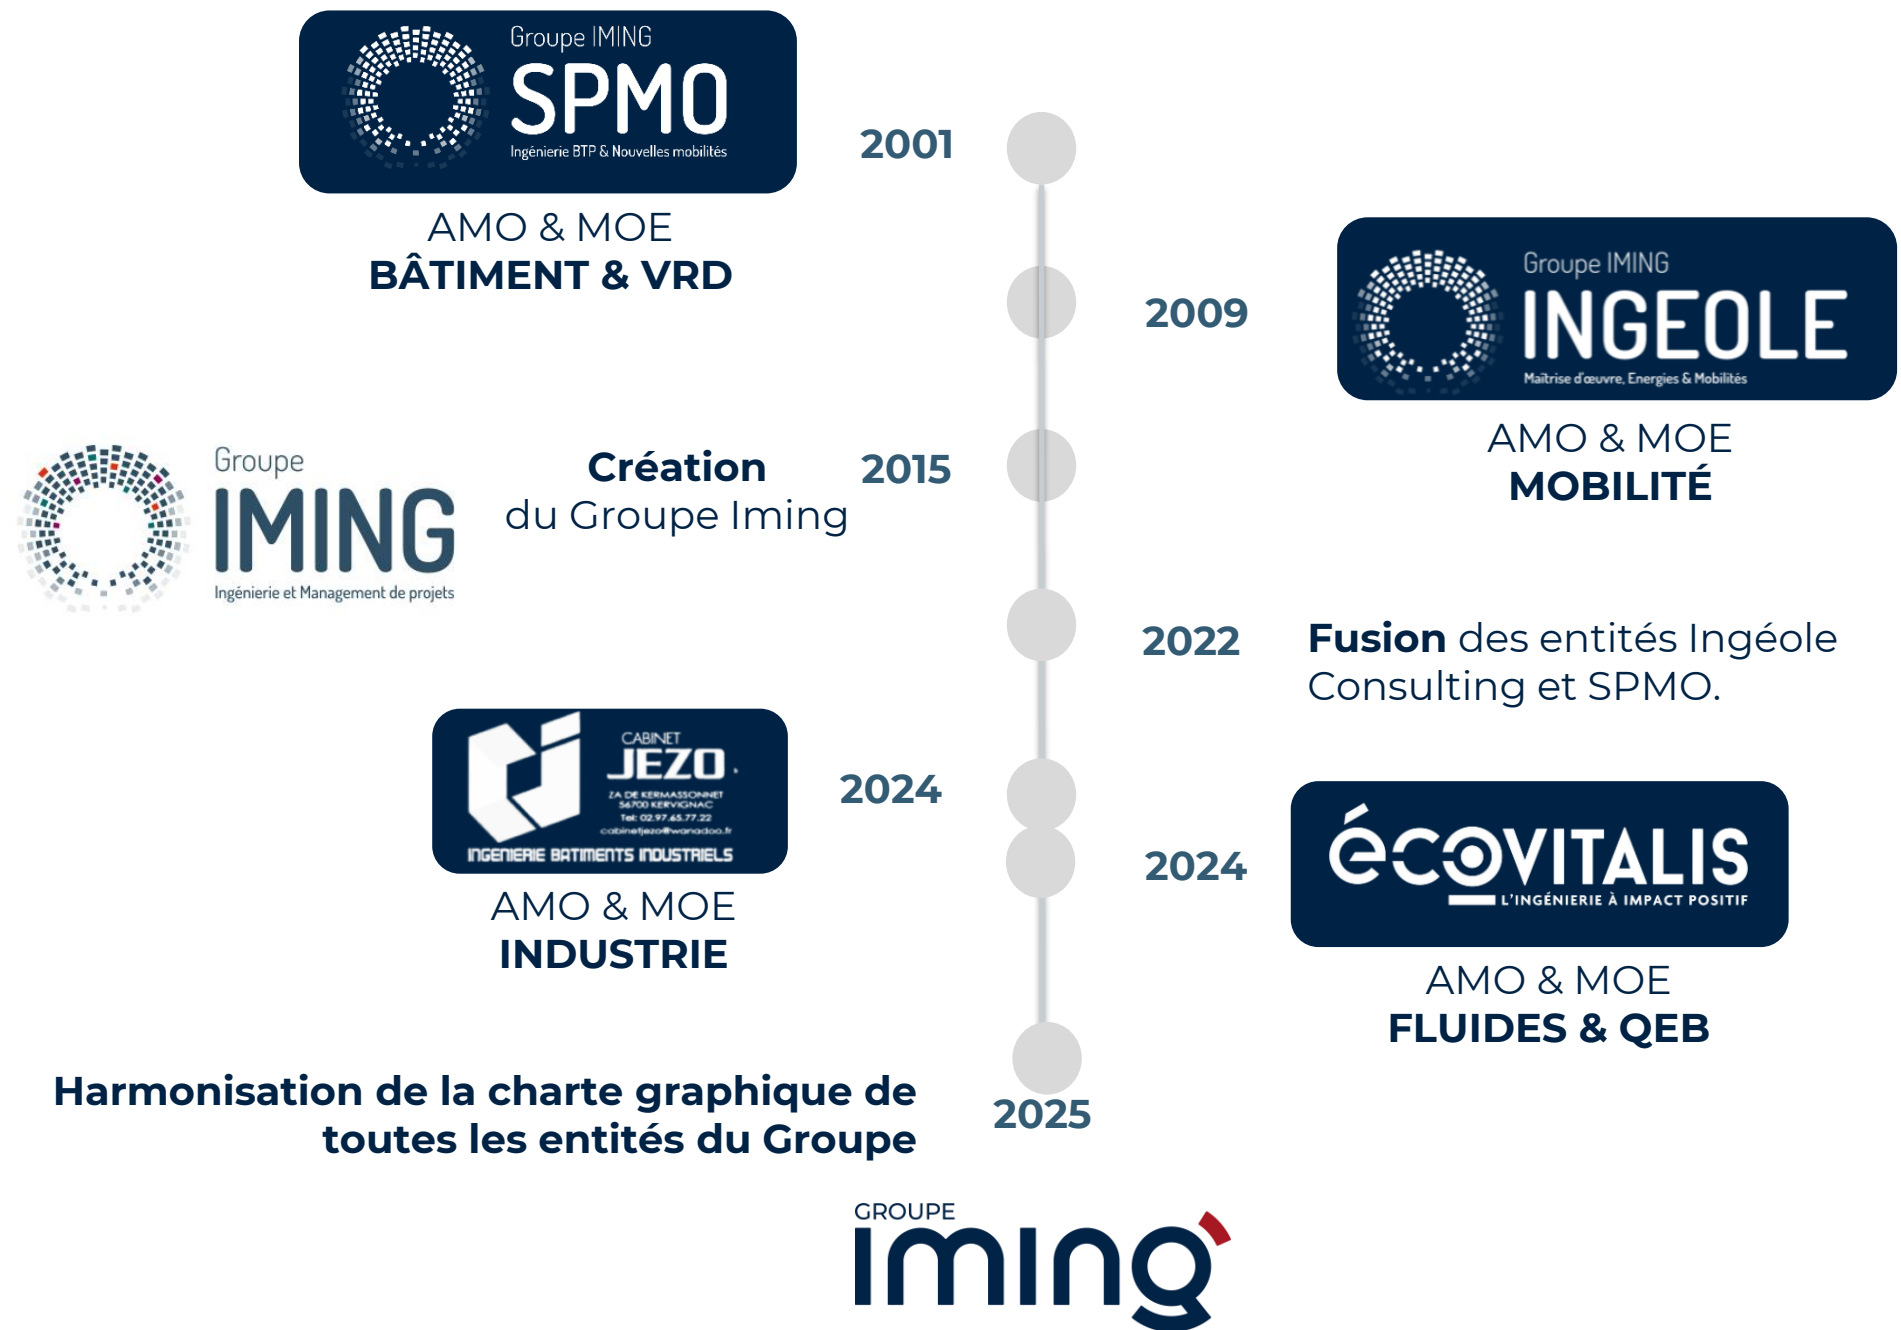 Groupe IMING
SPMO
Ingénierie BTP & Nouvelles mobilités
2001
AMO & MOE
BÂTIMENT & VRD
2009
Groupe IMING
INGEOLE
Maîtrise d'œuvre, Energies & Mobilités
AMO & MOE
MOBILITÉ
Groupe
IMING
Ingénierie et Management de projets
Création
du Groupe Iming
2015
2022
Fusion des entités Ingéole
Consulting et SPMO.
CABINET
JEZO
ZA DE KERMASSONNET
56700 KERVIGNAC
Tel: 02.97.65.77.22
cabinetjezo@wanadoo.fr
INGENIERIE BATIMENTS INDUSTRIELS
2024
AMO & MOE
INDUSTRIE
2024
écoVITALIS
L'INGÉNIERIE À IMPACT POSITIF
AMO & MOE
FLUIDES & QEB
Harmonisation de la charte graphique de
toutes les entités du Groupe
2025
GROUPE
iming